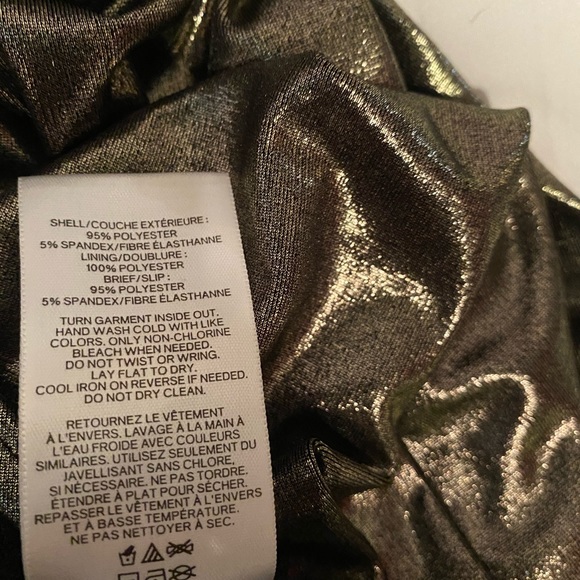 SHELL/COUCHE EXTÉRIEURE :
95% POLYESTER
5% SPANDEX/FIBRE ÉLASTHANNE
LINING/DOUBLURE :
100% POLYESTER
BRIEF/SLIP :
95% POLYESTER
5% SPANDEX/FIBRE ÉLASTHANNE
TURN GARMENT INSIDE OUT.
HAND WASH COLD WITH LIKE
COLORS. ONLY NON-CHLORINE
BLEACH WHEN NEEDED.
DO NOT TWIST OR WRING.
LAY FLAT TO DRY.
COOL IRON ON REVERSE IF NEEDED.
DO NOT DRY CLEAN.
RETOURNEZ LE VÊTEMENT
À L'ENVERS. LAVAGE À LA MAIN À
L'EAU FROIDE AVEC COULEURS
SIMILAIRES. UTILISEZ SEULEMENT DU
JAVELLISANT SANS CHLORE,
SI NÉCESSAIRE. NE PAS TORDRE.
ÉTENDRE À PLAT POUR SÉCHER.
REPASSER LE VÊTEMENT À L'ENVERS
ET À BASSE TEMPÉRATURE.
NE PAS NETTOYER À SEC.